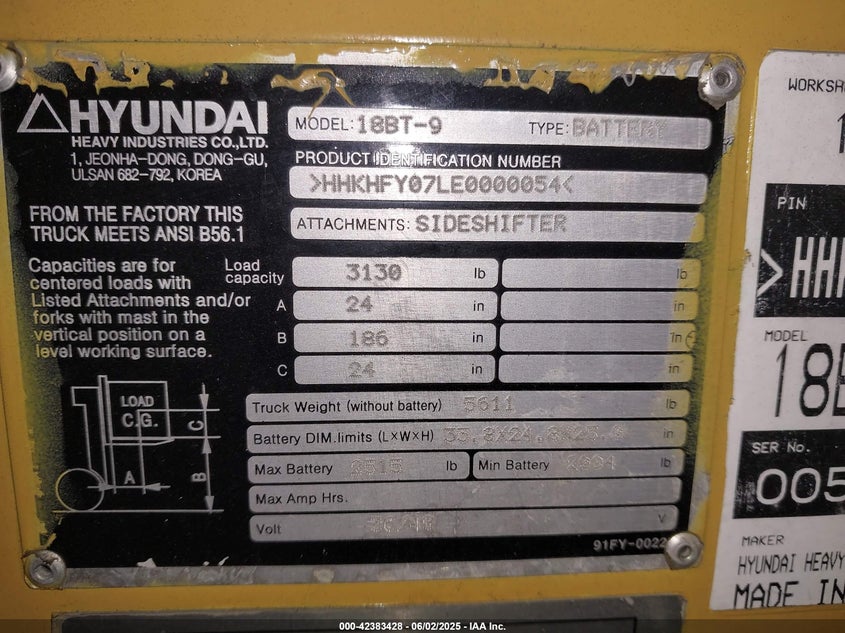 HYUNDAI
HEAVY INDUSTRIES CO.,LTD.
1, JEONHA-DONG, DONG-GU,
ULSAN 682-792, KOREA
FROM THE FACTORY THIS
TRUCK MEETS ANSI B56.1
Capacities are for
centered loads with
Listed Attachments and/or
forks with mast in the
vertical position on a
level working surface.
LOAD
C.G.
A
B
C
MODEL: 18BT-9 TYPE: BATTERY
PRODUCT IDENTIFICATION NUMBER
>HHKHFY07LE0000054<
ATTACHMENTS: SIDESHIFTER
Load capacity 3130 lb lb
A 24 in in
B 186 in in
C 24 in in
Truck Weight (without battery) 5611 lb
Battery DIM.limits (L×W×H)
Max Battery 2515 lb Min Battery lb
Max Amp Hrs.
Volt V
91FY-0022
PIN
>HHK
MODEL
18B
SER No.
005
MAKER
HYUNDAI HEAVY
MADE IN
000-42383428 - 06/02/2025 - IAA Inc.